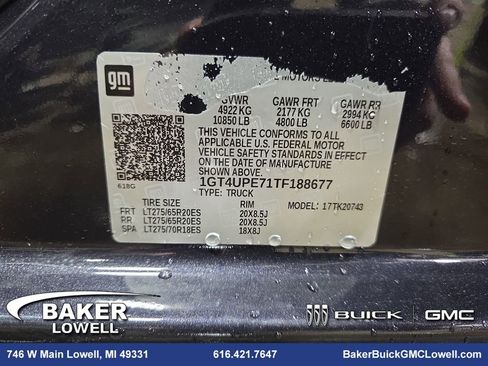 gm
E MOTORS
GVWR GAWR FRT GAWR RR
4922 KG 2177 KG 2994 KG
10850 LB 4800 LB 6600 LB
THIS VEHICLE CONFORMS TO ALL
APPLICABLE U.S. FEDERAL MOTOR
VEHICLE SAFETY STANDARDS IN EFFECT
ON THE DATE OF MANUFACTURE
SHOWN ABOVE.
1GT4UPE71TF188677
TYPE: TRUCK
618G
MODEL: 17TK20743
TIRE SIZE RIM
FRT LT275/65R20ES 20X8.5J
RR LT275/65R20ES 20X8.5J
SPA LT275/70R18ES 18X8J
BAKER
LOWELL
BUICK GMC
746 W Main Lowell, MI 49331 616.421.7647 BakerBuickGMCLowell.com